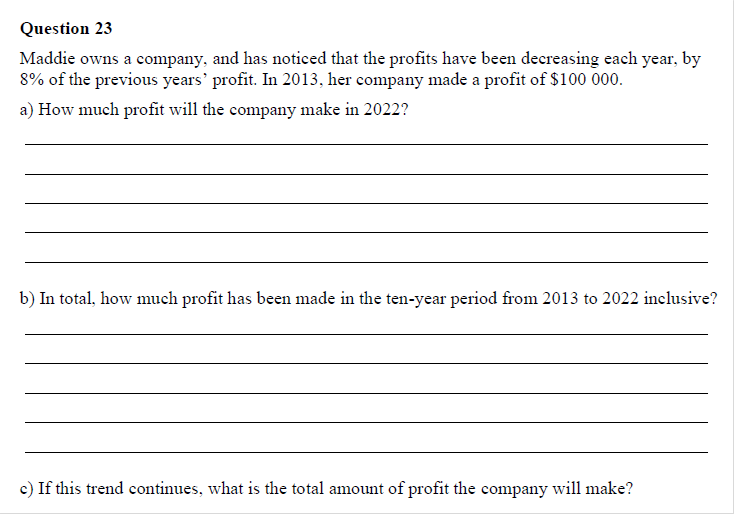 Question 23
Maddie owns a company, and has noticed that the profits have been decreasing each year, by
8% of the previous years’ profit. In 2013, her company made a profit of $100 000.
a) How much profit will the company make in 2022?
b) In total, how much profit has been made in the ten-year period from 2013 to 2022 inclusive?
c) If this trend continues, what is the total amount of profit the company will make?